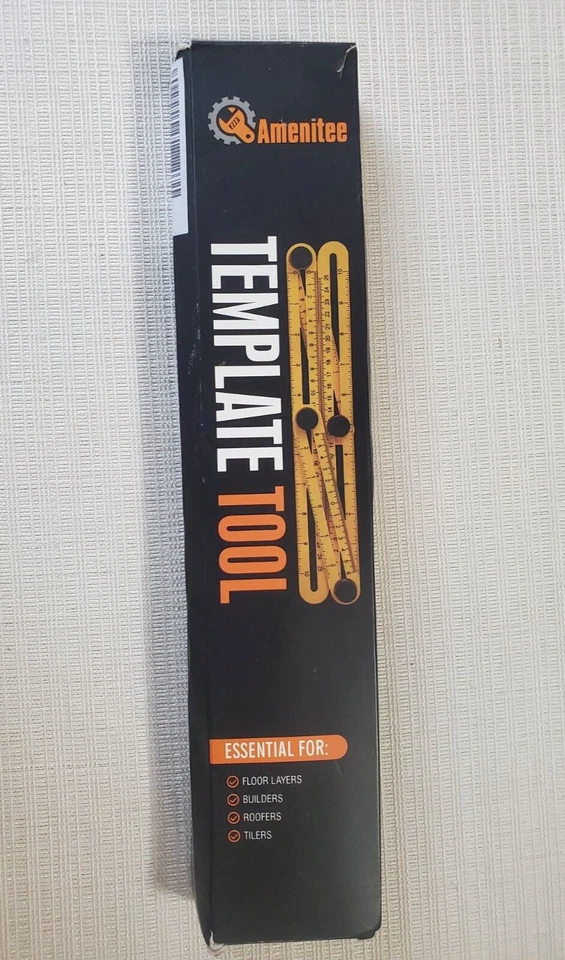 Amenitee
TEMPLATE TOOL
ESSENTIAL FOR:
FLOOR LAYERS
BUILDERS
ROOFERS
TILERS